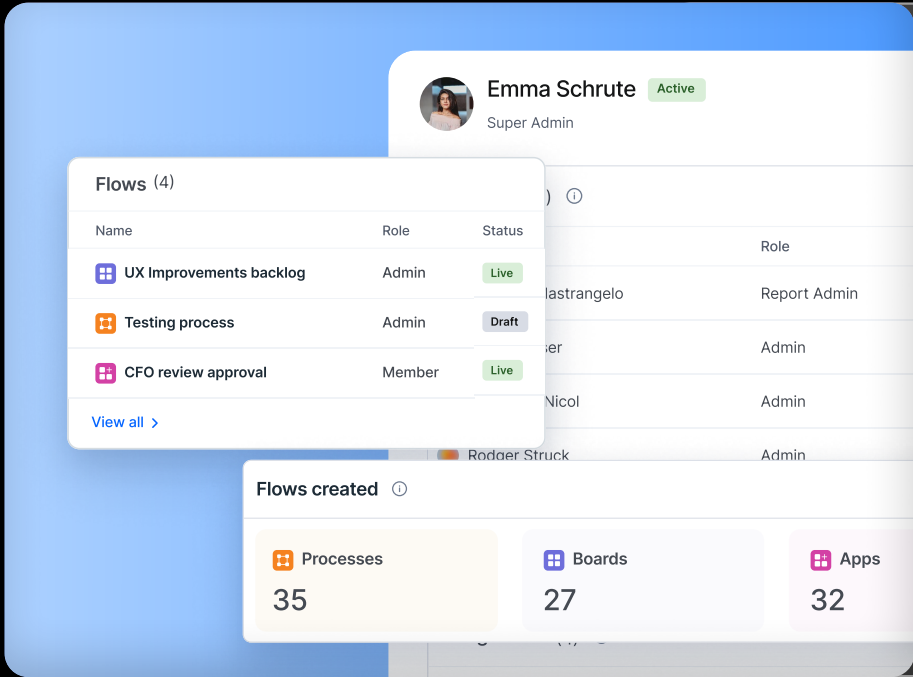 Emma Schrute Active
Super Admin
Flows (4)
Name Role Status
UX Improvements backlog Admin Live
Testing process Admin Draft
CFO review approval Member Live
View all
)
Role
Report Admin
Admin
Nicol Admin
Rodger Struck Admin
Flows created
Processes Boards Apps
35 27 32